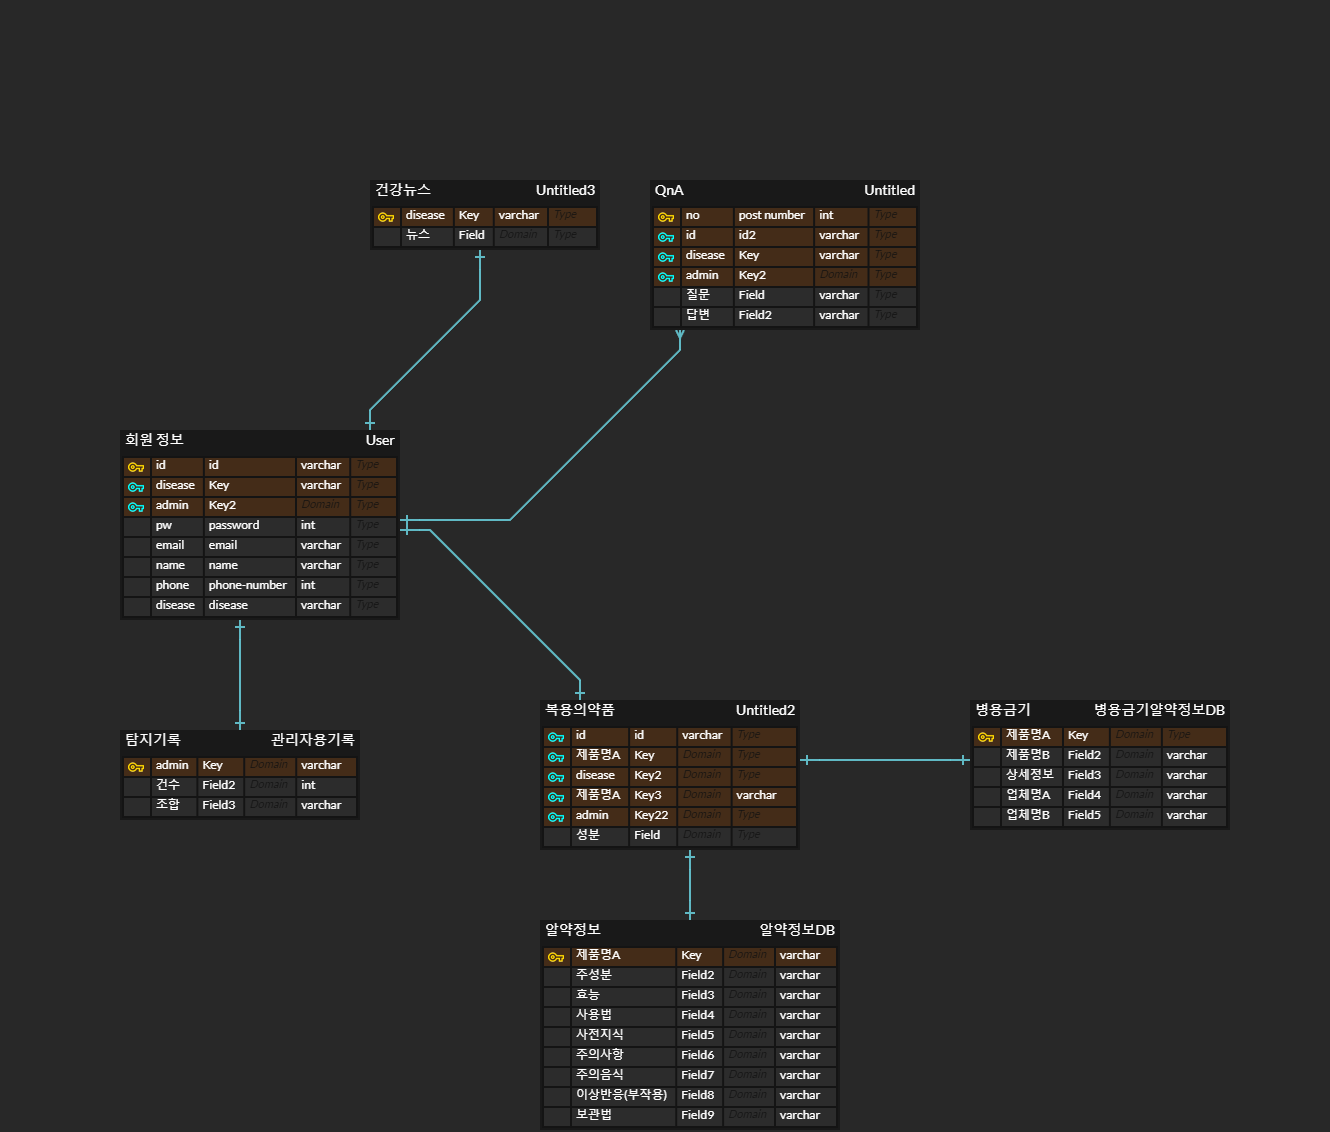 건강뉴스 Untitled3
disease Key varchar Type
뉴스 Field Domain Type
QnA Untitled
no post number int Type
id id2 varchar Type
disease Key varchar Type
admin Key2 Domain Type
질문 Field varchar Type
답변 Field2 varchar Type
회원 정보 User
id id varchar Type
disease Key varchar Type
admin Key2 Domain Type
pw password int Type
email email varchar Type
name name varchar Type
phone phone-number int Type
disease disease varchar Type
탐지기록 관리자용기록
admin Key Domain varchar
건수 Field2 Domain int
조합 Field3 Domain varchar
복용의약품 Untitled2
id id varchar Type
제품명A Key Domain Type
disease Key2 Domain Type
제품명A Key3 Domain varchar
admin Key22 Domain Type
성분 Field Domain Type
병용금기 병용금기알약정보DB
제품명A Key Domain Type
제품명B Field2 Domain varchar
상세정보 Field3 Domain varchar
업체명A Field4 Domain varchar
업체명B Field5 Domain varchar
알약정보 알약정보DB
제품명A Key Domain varchar
주성분 Field2 Domain varchar
효능 Field3 Domain varchar
사용법 Field4 Domain varchar
사전지식 Field5 Domain varchar
주의사항 Field6 Domain varchar
주의음식 Field7 Domain varchar
이상반응(부작용) Field8 Domain varchar
보관법 Field9 Domain varchar